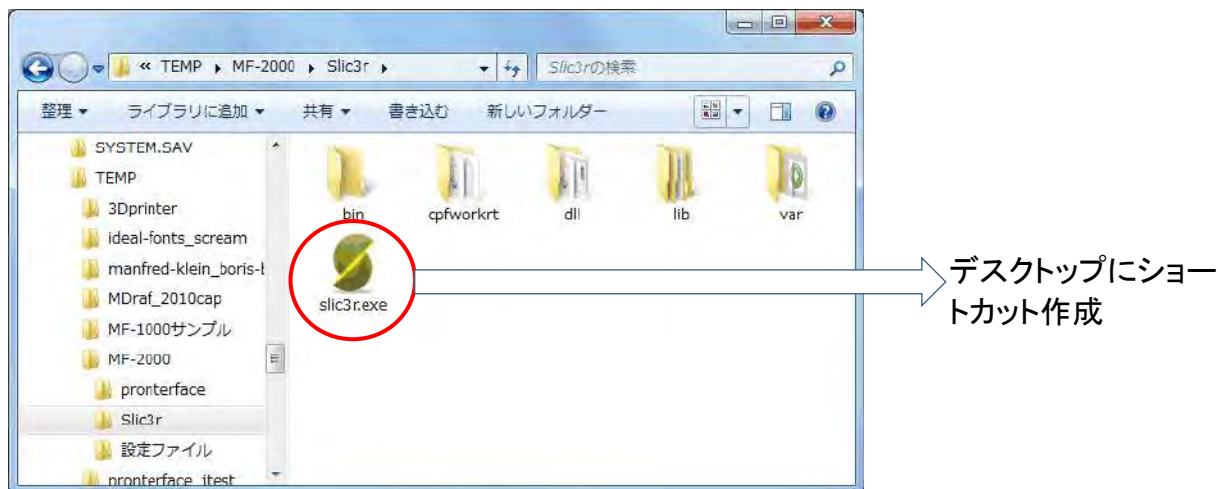 « TEMP ▸ MF-2000 ▸ Slic3r ▸
Slic3rの検索
整理 ▾ ライブラリに追加 ▾ 共有 ▾ 書き込む 新しいフォルダー
SYSTEM.SAV
TEMP
3Dprinter
ideal-fonts_scream
manfred-klein_boris-b
MDraf_2010cap
MF-1000サンプル
MF-2000
pronterface
Slic3r
設定ファイル
pronterface_itest
bin cpfworkrt dll lib var
slic3r.exe
デスクトップにショー
トカット作成